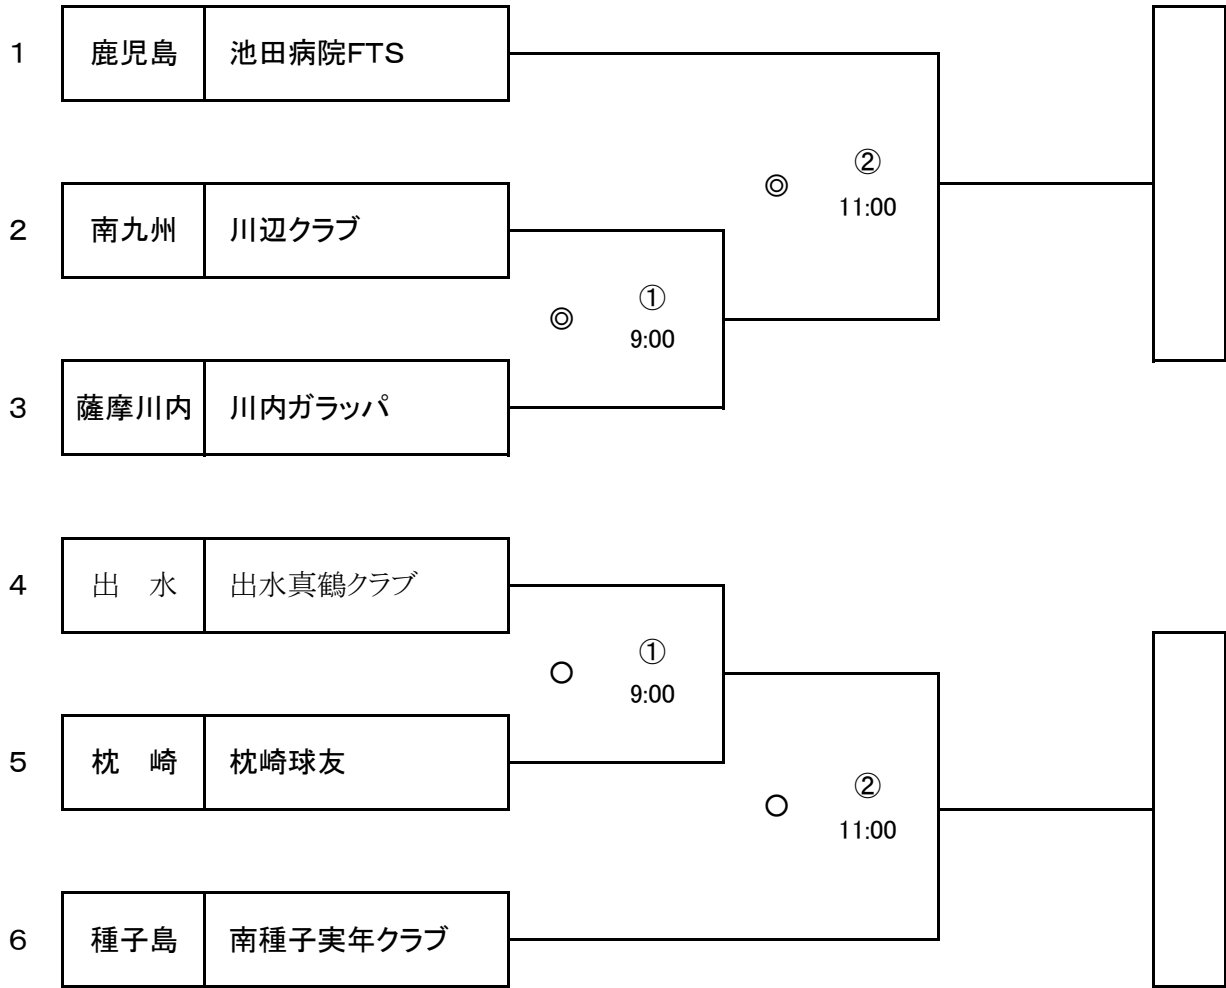 1 鹿児島 池田病院FTS
◎ ②
11:00
2 南九州 川辺クラブ
◎ ①
9:00
3 薩摩川内 川内ガラッパ
4 出　水 出水真鶴クラブ
○ ①
9:00
5 枕　崎 枕崎球友
○ ②
11:00
6 種子島 南種子実年クラブ